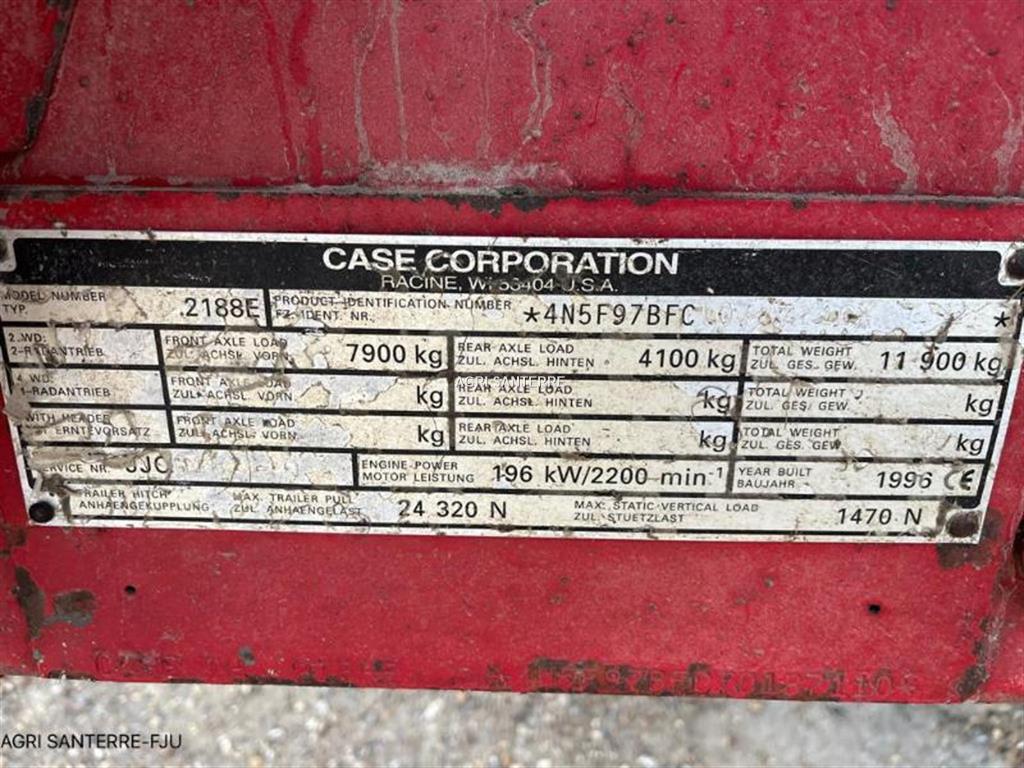 CASE CORPORATION
RACINE, WI 53404 U.S.A.
MODEL NUMBER TYP. 2188E PRODUCT IDENTIFICATION NUMBER FZ-IDENT. NR. *4N5F97BFC *
2 WD: 2-RADANTRIEB FRONT AXLE LOAD ZUL. ACHSL. VORN 7900 kg REAR AXLE LOAD ZUL. ACHSL. HINTEN 4100 kg TOTAL WEIGHT ZUL. GES. GEW. 11 900 kg
4 WD: 1-RADANTRIEB FRONT AXLE LOAD ZUL. ACHSL. VORN kg REAR AXLE LOAD ZUL. ACHSL. HINTEN kg TOTAL WEIGHT ZUL. GES. GEW. kg
WITH HEADER ERNTEVORSATZ FRONT AXLE LOAD ZUL. ACHSL. VORN kg REAR AXLE LOAD ZUL. ACHSL. HINTEN kg TOTAL WEIGHT ZUL. GES. GEW. kg
SERVICE NR. JJC ENGINE-POWER MOTOR LEISTUNG 196 kW/2200 min-1 YEAR BUILT BAUJAHR 1996 CE
TRAILER HITCH ANHAENGEKUPPLUNG MAX. TRAILER PULL ZUL. ANHAENGELAST 24 320 N MAX. STATIC VERTICAL LOAD ZUL. STUETZLAST 1470 N
AGRI SANTERRE
AGRI SANTERRE-FJU